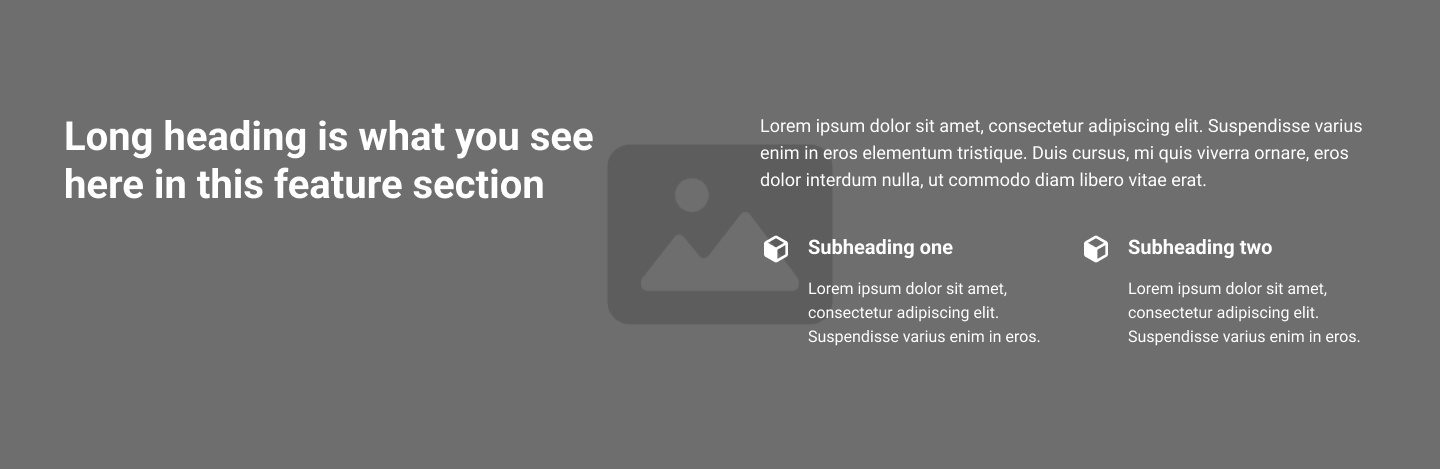 Long heading is what you see
here in this feature section
Lorem ipsum dolor sit amet, consectetur adipiscing elit. Suspendisse varius
enim in eros elementum tristique. Duis cursus, mi quis viverra ornare, eros
dolor interdum nulla, ut commodo diam libero vitae erat.
Subheading one
Lorem ipsum dolor sit amet,
consectetur adipiscing elit.
Suspendisse varius enim in eros.
Subheading two
Lorem ipsum dolor sit amet,
consectetur adipiscing elit.
Suspendisse varius enim in eros.